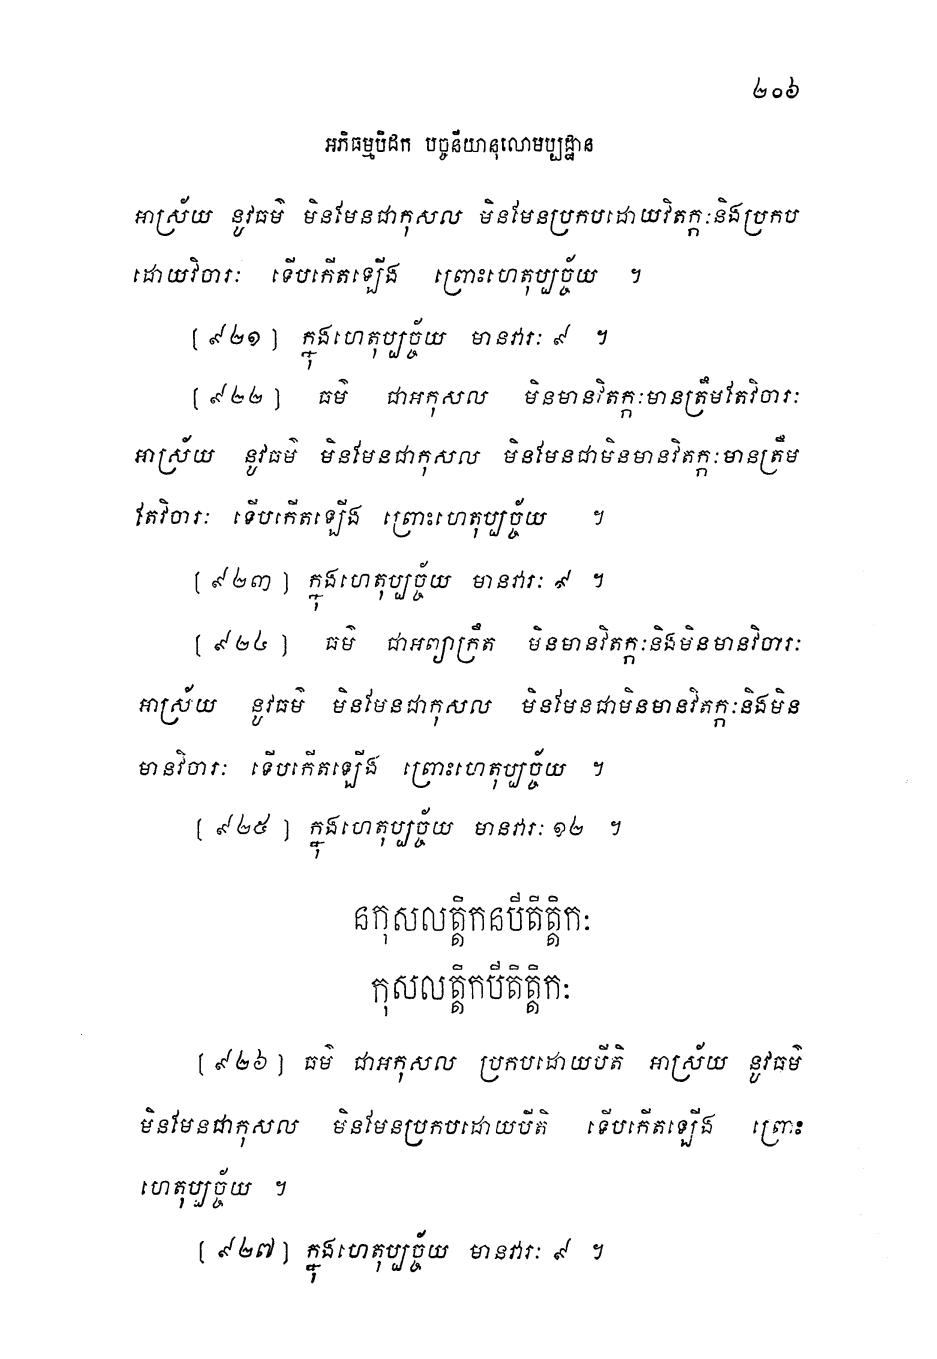 ២០៦
អភិធម្មបិដក បច្ចនីយានុលោមប្បដ្ឋាន
អាស្រ័យ នូវធម៌ មិនមែនជាកុសល មិនមែនប្រកបដោយវិតក្កៈនិងប្រកប
ដោយវិចារៈ ទើបកើតឡើង ព្រោះហេតុប្បច្ច័យ ។
[ ៩២១ ] ក្នុងហេតុប្បច្ច័យ មានវារៈ ៩ ។
[ ៩២២ ] ធម៌ ជាអកុសល មិនមានវិតក្កៈមានត្រឹមតែវិចារៈ
អាស្រ័យ នូវធម៌ មិនមែនជាកុសល មិនមែនជាមិនមានវិតក្កៈមានត្រឹម
តែវិចារៈ ទើបកើតឡើង ព្រោះហេតុប្បច្ច័យ ។
[ ៩២៣ ] ក្នុងហេតុប្បច្ច័យ មានវារៈ ៩ ។
[ ៩២៤ ] ធម៌ ជាអព្យាក្រឹត មិនមានវិតក្កៈនិងមិនមានវិចារៈ
អាស្រ័យ នូវធម៌ មិនមែនជាកុសល មិនមែនជាមិនមានវិតក្កៈនិងមិន
មានវិចារៈ ទើបកើតឡើង ព្រោះហេតុប្បច្ច័យ ។
[ ៩២៥ ] ក្នុងហេតុប្បច្ច័យ មានវារៈ ១២ ។
នកុសលត្តិកនបីតិត្តិកៈ
កុសលត្តិកបីតិត្តិកៈ
[ ៩២៦ ] ធម៌ ជាអកុសល ប្រកបដោយបីតិ អាស្រ័យ នូវធម៌
មិនមែនជាកុសល មិនមែនប្រកបដោយបីតិ ទើបកើតឡើង ព្រោះ
ហេតុប្បច្ច័យ ។
[ ៩២៧ ] ក្នុងហេតុប្បច្ច័យ មានវារៈ ៩ ។